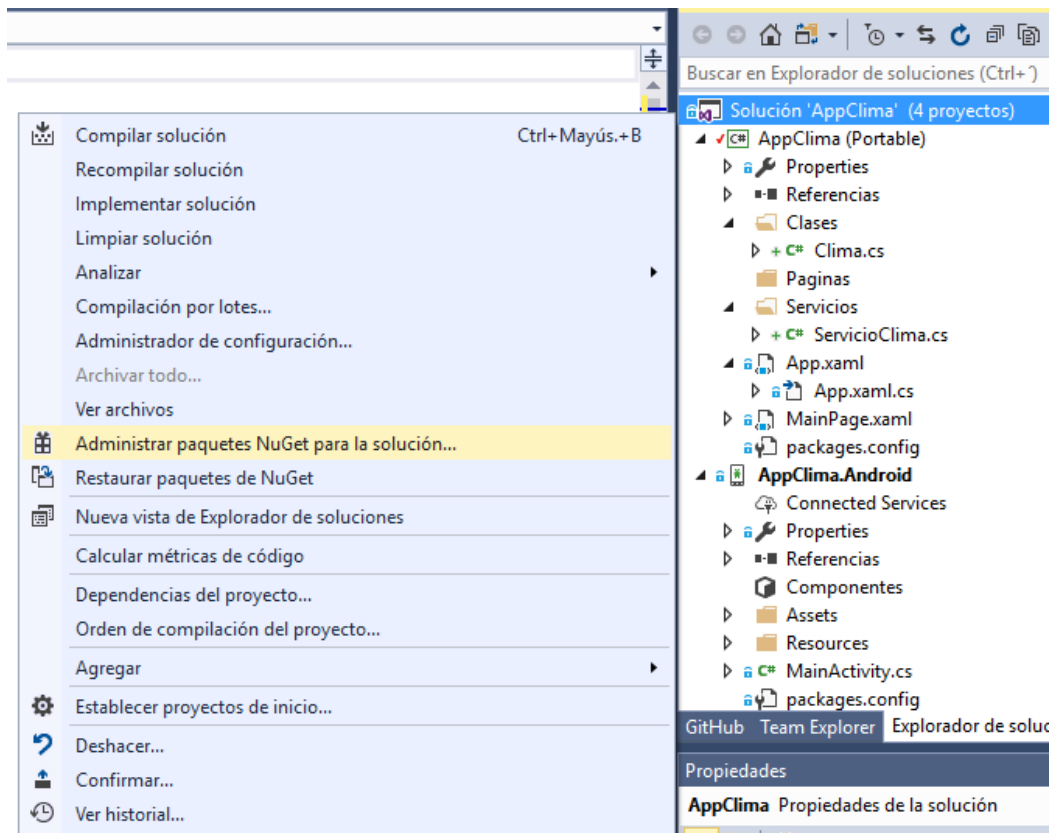 Compilar solución Ctrl+Mayús.+B
Recompilar solución
Implementar solución
Limpiar solución
Analizar
Compilación por lotes...
Administrador de configuración...
Archivar todo...
Ver archivos
Administrar paquetes NuGet para la solución...
Restaurar paquetes de NuGet
Nueva vista de Explorador de soluciones
Calcular métricas de código
Dependencias del proyecto...
Orden de compilación del proyecto...
Agregar
Establecer proyectos de inicio...
Deshacer...
Confirmar...
Ver historial...
Buscar en Explorador de soluciones (Ctrl+´)
Solución 'AppClima' (4 proyectos)
C# AppClima (Portable)
Properties
Referencias
Clases
+ C# Clima.cs
Paginas
Servicios
+ C# ServicioClima.cs
App.xaml
App.xaml.cs
MainPage.xaml
packages.config
AppClima.Android
Connected Services
Properties
Referencias
Componentes
Assets
Resources
C# MainActivity.cs
packages.config
GitHub Team Explorer Explorador de soluc
Propiedades
AppClima Propiedades de la solución